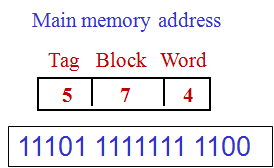 Main memory address
Tag Block Word
5 7 4
11101 1111111 1100